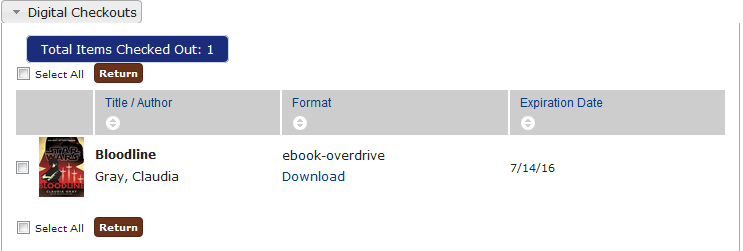 Digital Checkouts
Total Items Checked Out: 1
Select All Return
Title / Author Format Expiration Date
STAR WARS
BLOODLINE
CLAUDIA GRAY
Bloodline ebook-overdrive
Gray, Claudia Download 7/14/16
Select All Return